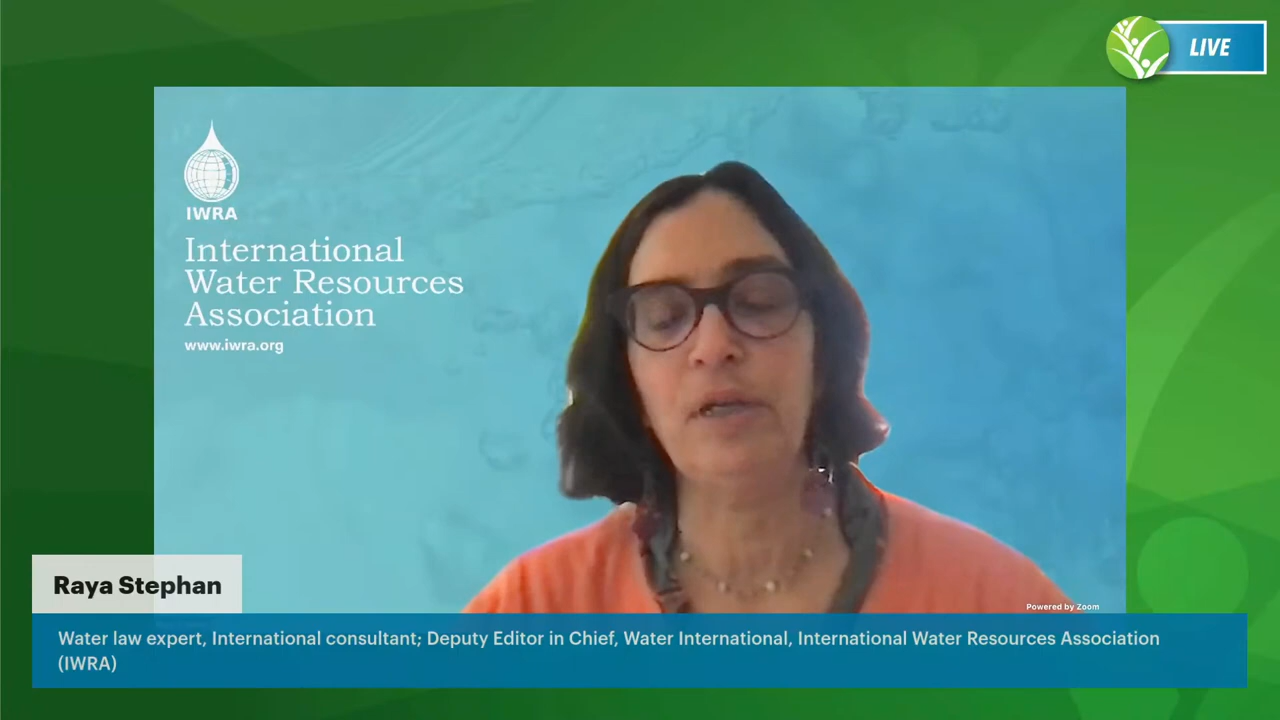 LIVE
IWRA
International
Water Resources
Association
www.iwra.org
Raya Stephan
Powered by Zoom
Water law expert, International consultant; Deputy Editor in Chief, Water International, International Water Resources Association
(IWRA)